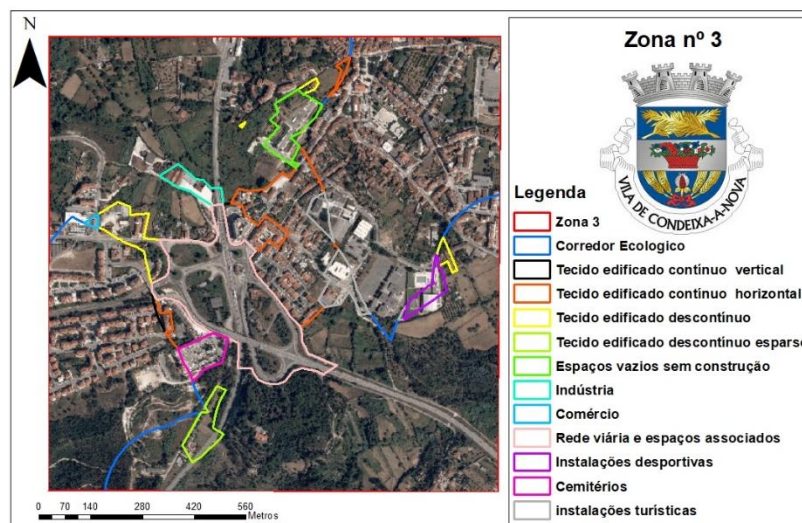 N
Zona nº 3
VILA DE CONDEIXA-A-NOVA
Legenda
Zona 3
Corredor Ecologico
Tecido edificado contínuo vertical
Tecido edificado contínuo horizontal
Tecido edificado descontínuo
Tecido edificado descontínuo esparso
Espaços vazios sem construção
Indústria
Comércio
Rede viária e espaços associados
Instalações desportivas
Cemitérios
instalações turísticas
0 70 140 280 420 560
Metros